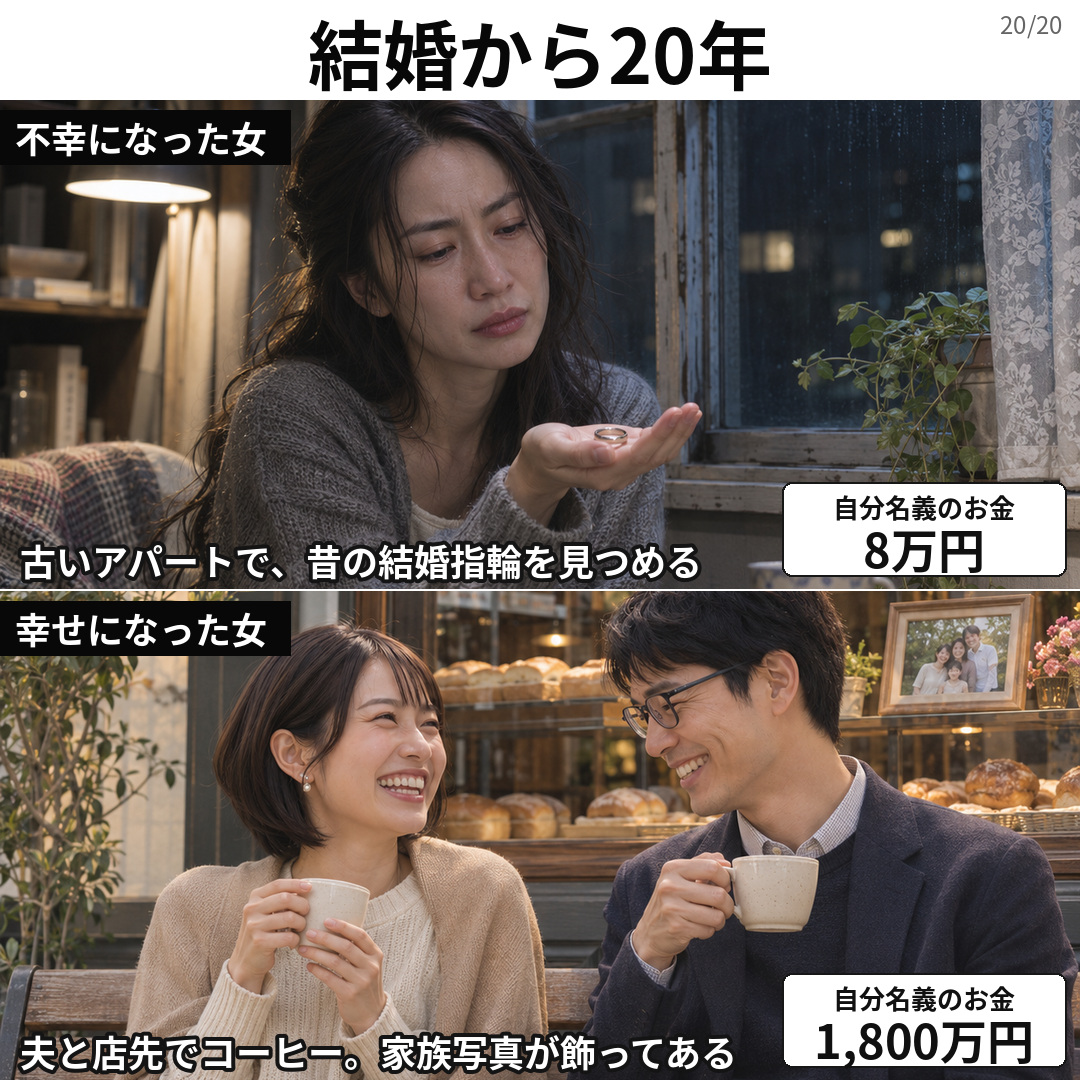 結婚から20年
20/20
不幸になった女
古いアパートで、昔の結婚指輪を見つめる
自分名義のお金
8万円
幸せになった女
夫と店先でコーヒー。家族写真が飾ってある
自分名義のお金
1,800万円